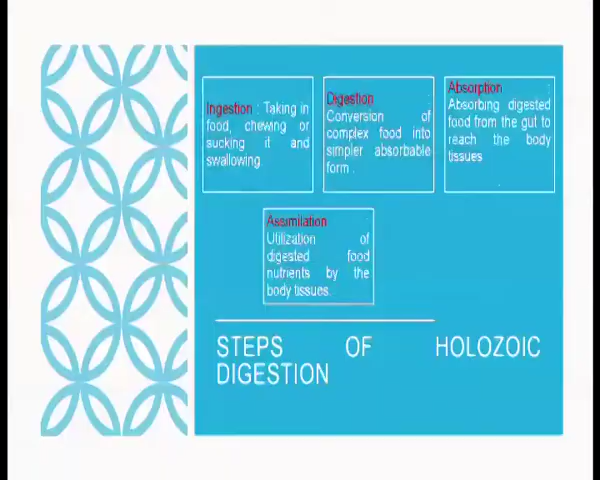 Ingestion : Taking in
food, chewing or
sucking it and
swallowing.
Digestion :
Conversion of
complex food into
simpler absorbable
form .
Absorption :
Absorbing digested
food from the gut to
reach the body
tissues
.
Assimilation :
Utilization of
digested food
nutrients by the
body tissues.
STEPS OF HOLOZOIC
DIGESTION